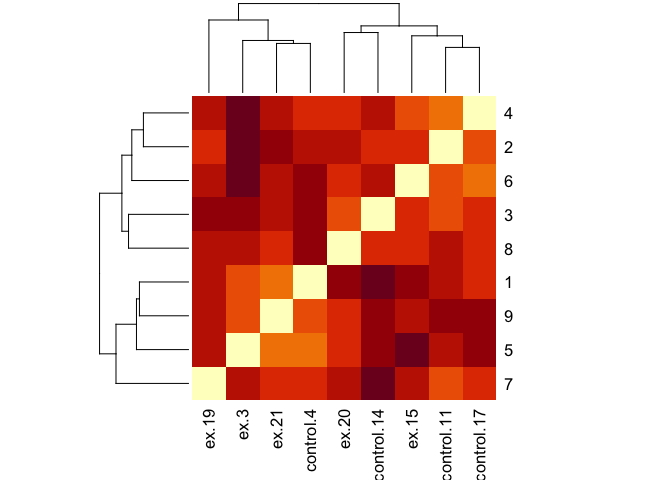 4
2
6
3
8
1
9
5
7
ex.19
ex.3
ex.21
control.4
ex.20
control.14
ex.15
control.11
control.17